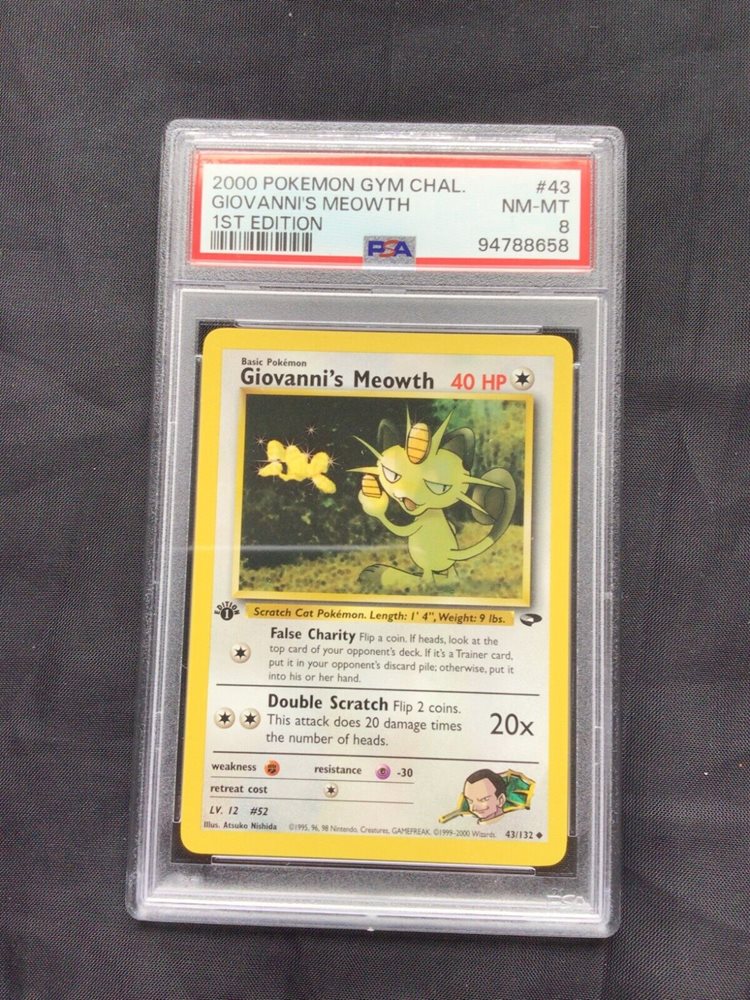 2000 POKEMON GYM CHAL. #43
GIOVANNI'S MEOWTH NM-MT
1ST EDITION 8
PSA 94788658
Basic Pokémon
Giovanni's Meowth 40 HP
EDITION
1
Scratch Cat Pokémon. Length: 1' 4", Weight: 9 lbs.
False Charity Flip a coin. If heads, look at the
top card of your opponent's deck. If it's a Trainer card,
put it in your opponent's discard pile; otherwise, put it
into his or her hand.
Double Scratch Flip 2 coins.
This attack does 20 damage times
the number of heads.
20x
weakness resistance -30
retreat cost
LV. 12 #52
Illus. Atsuko Nishida ©1995, 96, 98 Nintendo, Creatures, GAMEFREAK. ©1999-2000 Wizards. 43/132
PSA